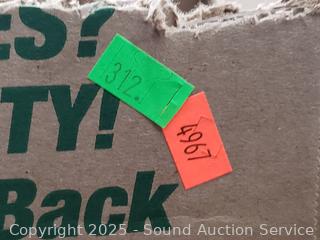 ES?
312.
TY!
4967
Back
Copyright 2025 - Sound Auction Service